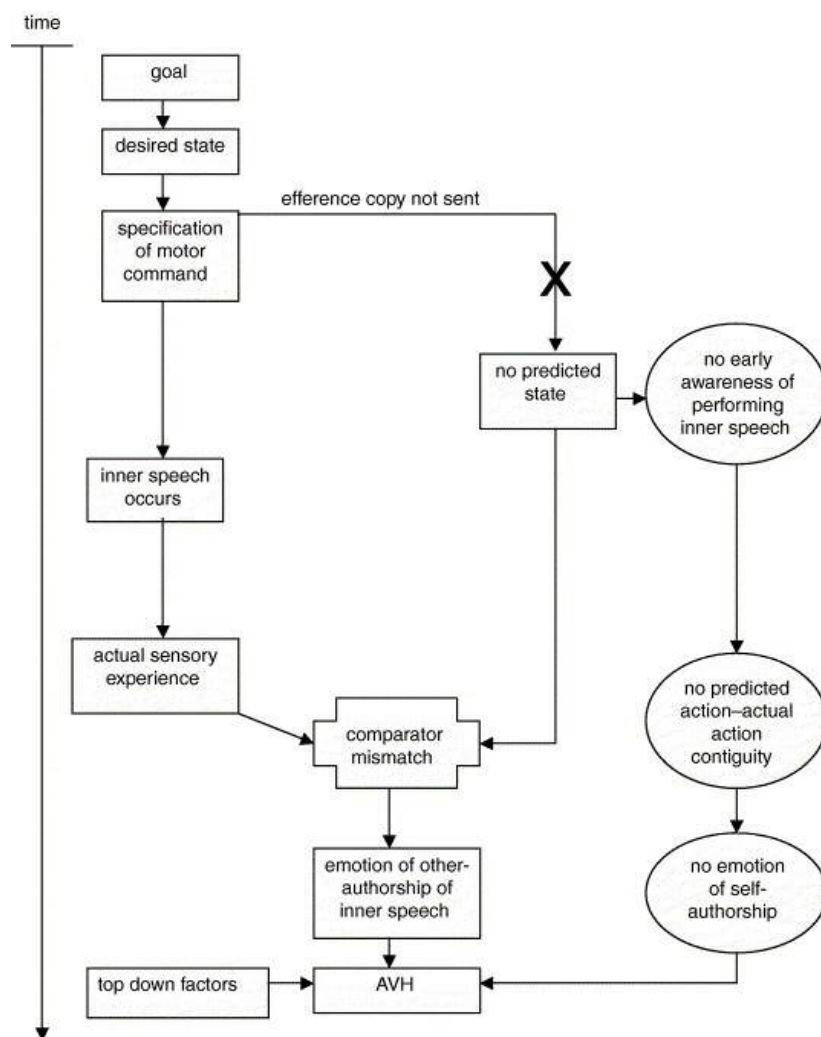 time
goal
desired state
efference copy not sent
specification
of motor
command
X
no predicted
state
no early
awareness of
performing
inner speech
inner speech
occurs
actual sensory
experience
no predicted
action–actual
action
contiguity
comparator
mismatch
emotion of other-
authorship of
inner speech
no emotion
of self-
authorship
top down factors
AVH